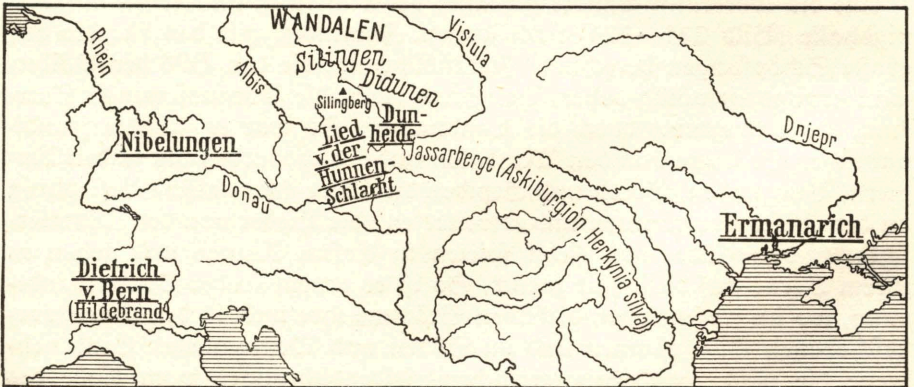 Rhein
Albis
WANDALEN
Silingen
Didunen
Silingberg
Vistula
Dnjepr
Nibelungen
Lied
v. der
Hunnen-
Schlacht
Dun-
heide
Jassarberge (Askiburgion Herkynia silva)
Donau
Ermanarich
Dietrich
v. Bern
(Hildebrand)